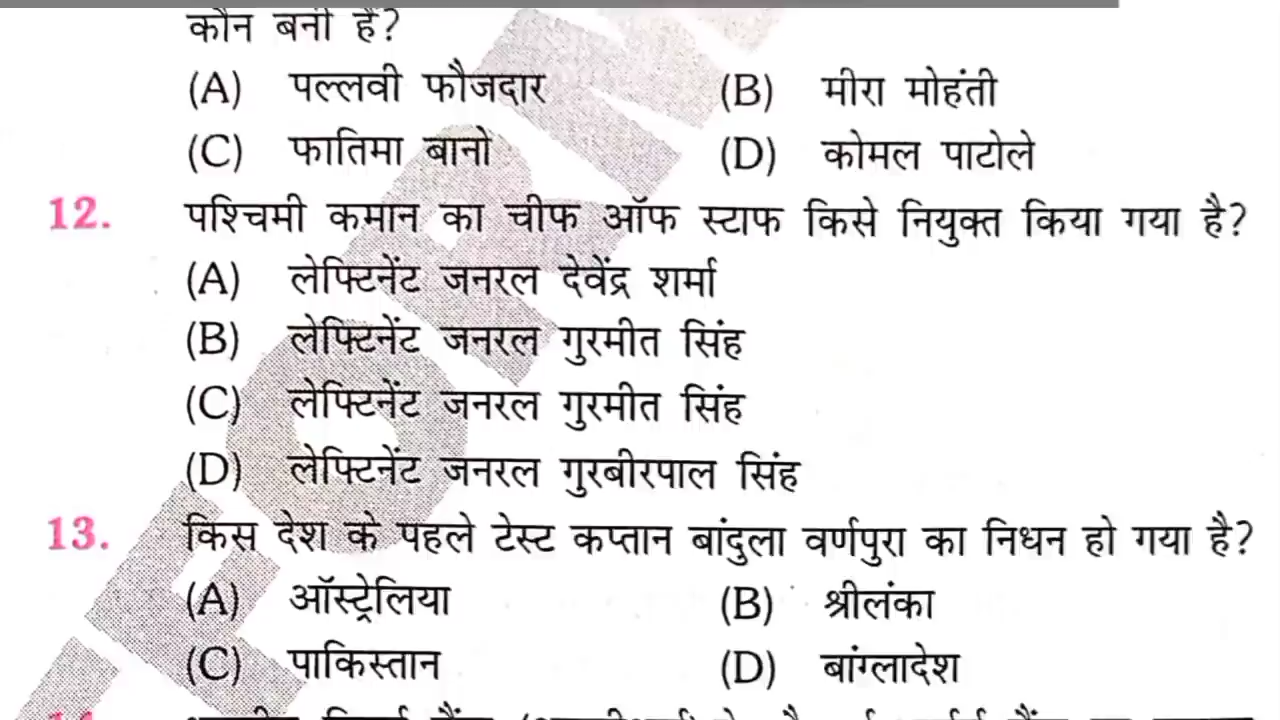 कौन बनी है?
(A) पल्लवी फौजदार (B) मीरा मोहंती
(C) फातिमा बानो (D) कोमल पाटोले
12. पश्चिमी कमान का चीफ ऑफ स्टाफ किसे नियुक्त किया गया है?
(A) लेफ्टिनेंट जनरल देवेंद्र शर्मा
(B) लेफ्टिनेंट जनरल गुरमीत सिंह
(C) लेफ्टिनेंट जनरल गुरमीत सिंह
(D) लेफ्टिनेंट जनरल गुरबीरपाल सिंह
13. किस देश के पहले टेस्ट कप्तान बांदुला वर्णपुरा का निधन हो गया है?
(A) ऑस्ट्रेलिया (B) श्रीलंका
(C) पाकिस्तान (D) बांग्लादेश